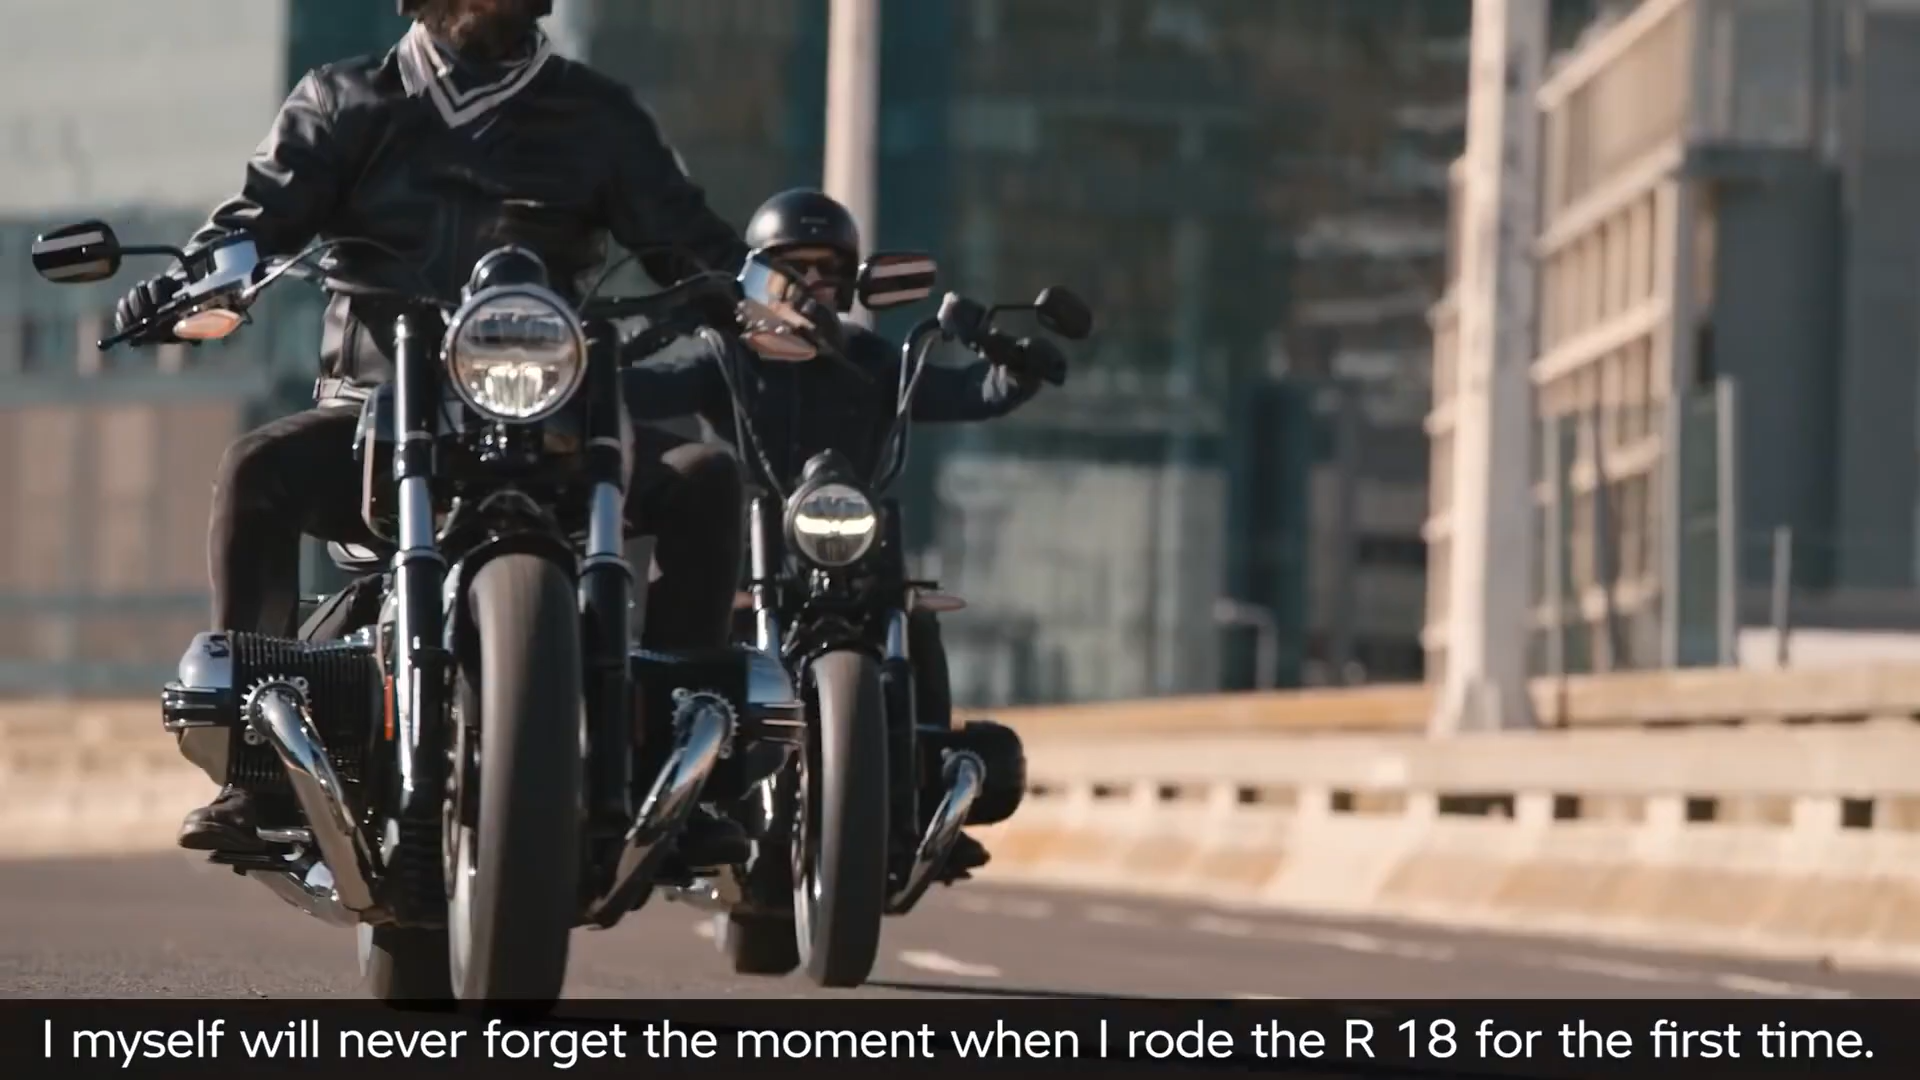 I myself will never forget the moment when I rode the R 18 for the first time.